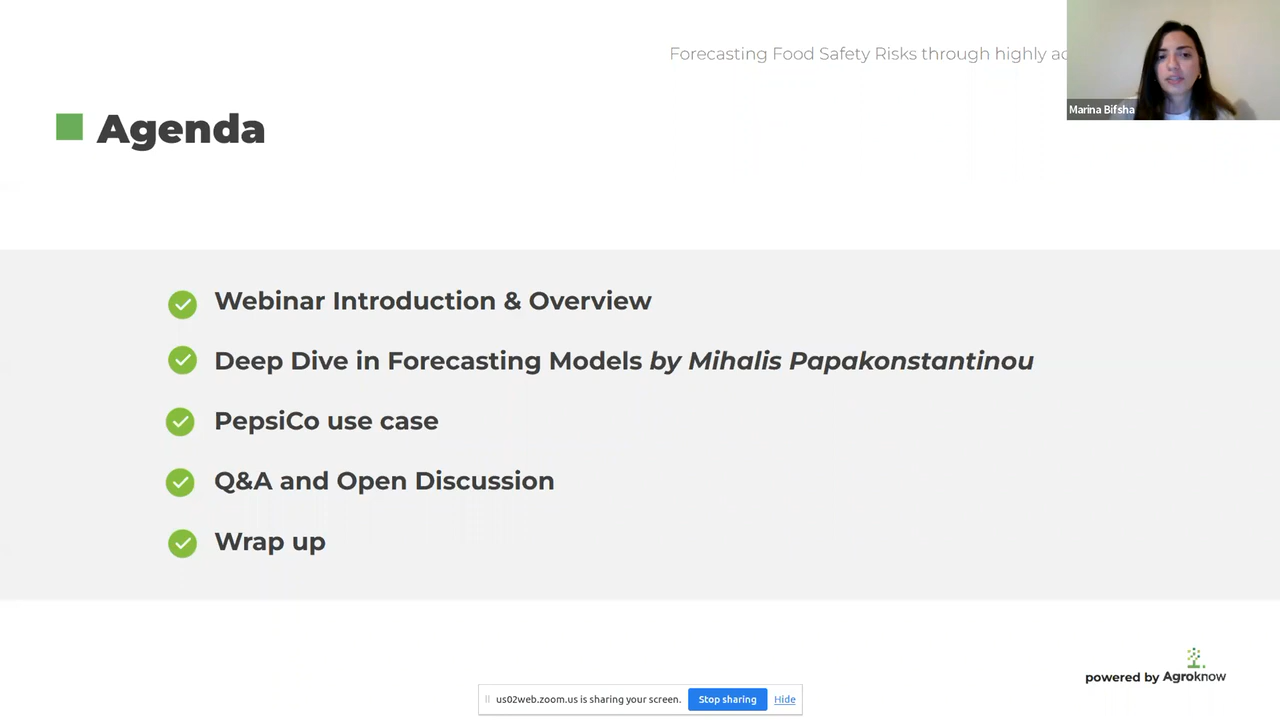 Forecasting Food Safety Risks through highly
Marina Bifsha
Agenda
Webinar Introduction & Overview
Deep Dive in Forecasting Models by Mihalis Papakonstantinou
PepsiCo use case
Q&A and Open Discussion
Wrap up
powered by Agroknow
us02web.zoom.us is sharing your screen. Stop sharing Hide